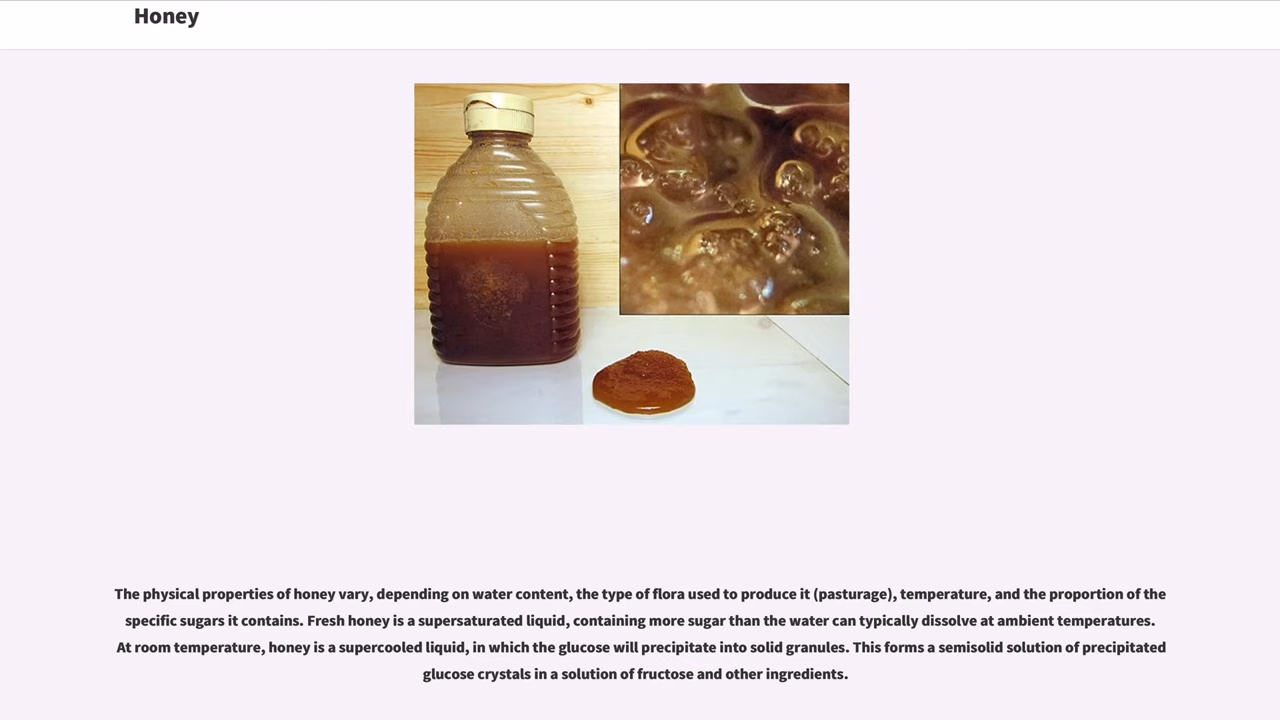 Honey
The physical properties of honey vary, depending on water content, the type of flora used to produce it (pasturage), temperature, and the proportion of the
specific sugars it contains. Fresh honey is a supersaturated liquid, containing more sugar than the water can typically dissolve at ambient temperatures.
At room temperature, honey is a supercooled liquid, in which the glucose will precipitate into solid granules. This forms a semisolid solution of precipitated
glucose crystals in a solution of fructose and other ingredients.